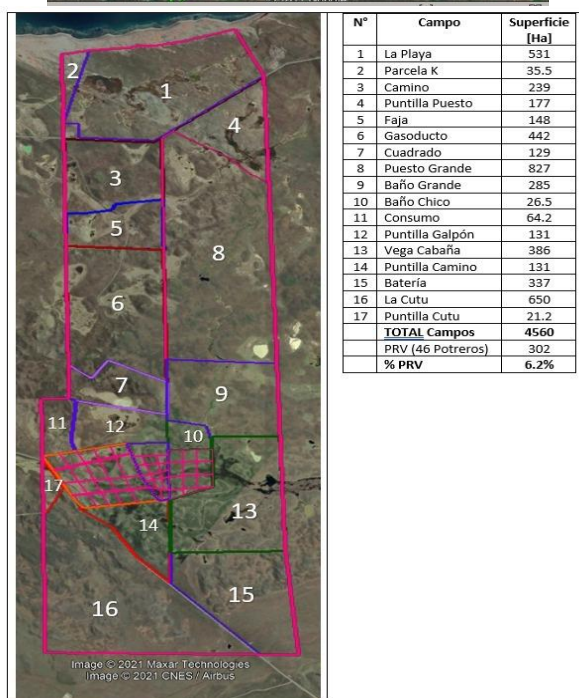 N° Campo Superficie [Ha]
1 La Playa 531
2 Parcela K 35.5
3 Camino 239
4 Puntilla Puesto 177
5 Faja 148
6 Gasoducto 442
7 Cuadrado 129
8 Puesto Grande 827
9 Baño Grande 285
10 Baño Chico 26.5
11 Consumo 64.2
12 Puntilla Galpón 131
13 Vega Cabaña 386
14 Puntilla Camino 131
15 Batería 337
16 La Cutu 650
17 Puntilla Cutu 21.2
TOTAL Campos 4560
PRV (46 Potreros) 302
% PRV 6.2%
2
1
4
3
5
8
6
7
9
11
12
10
17
13
14
15
16
Image © 2021 Maxar Technologies
Image © 2021 CNES / Airbus